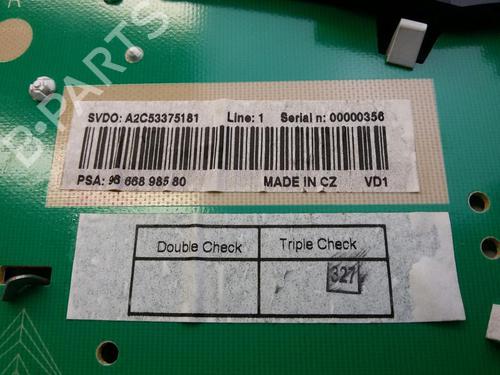 B-PARTS
SVDO: A2C53375181 Line: 1 Serial n: 00000356
PSA: 96 668 985 80 MADE IN CZ VD1
Double Check Triple Check
327